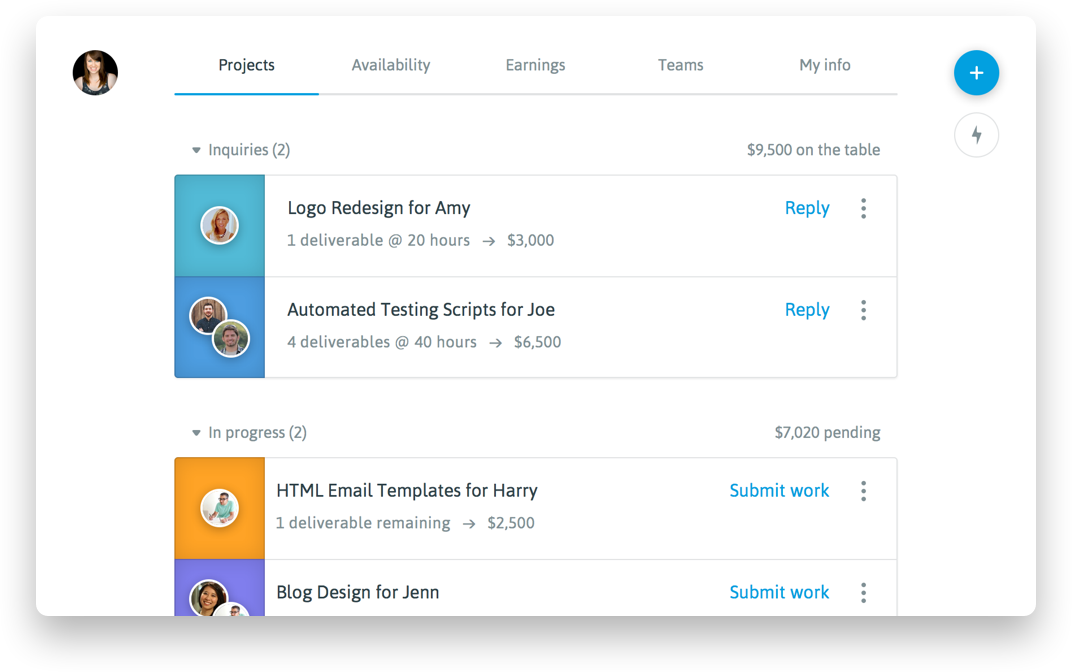 Projects Availability Earnings Teams My info
Inquiries (2) $9,500 on the table
Logo Redesign for Amy Reply
1 deliverable @ 20 hours → $3,000
Automated Testing Scripts for Joe Reply
4 deliverables @ 40 hours → $6,500
In progress (2) $7,020 pending
HTML Email Templates for Harry Submit work
1 deliverable remaining → $2,500
Blog Design for Jenn Submit work